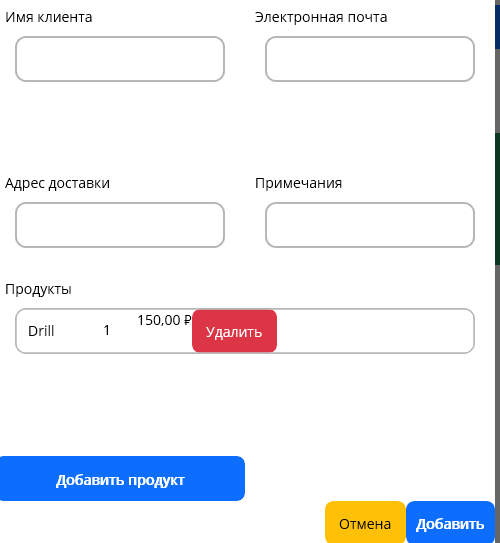 Имя клиента Электронная почта
Адрес доставки Примечания
Продукты
Drill 1 150,00 ₽ Удалить
Добавить продукт
Отмена Добавить